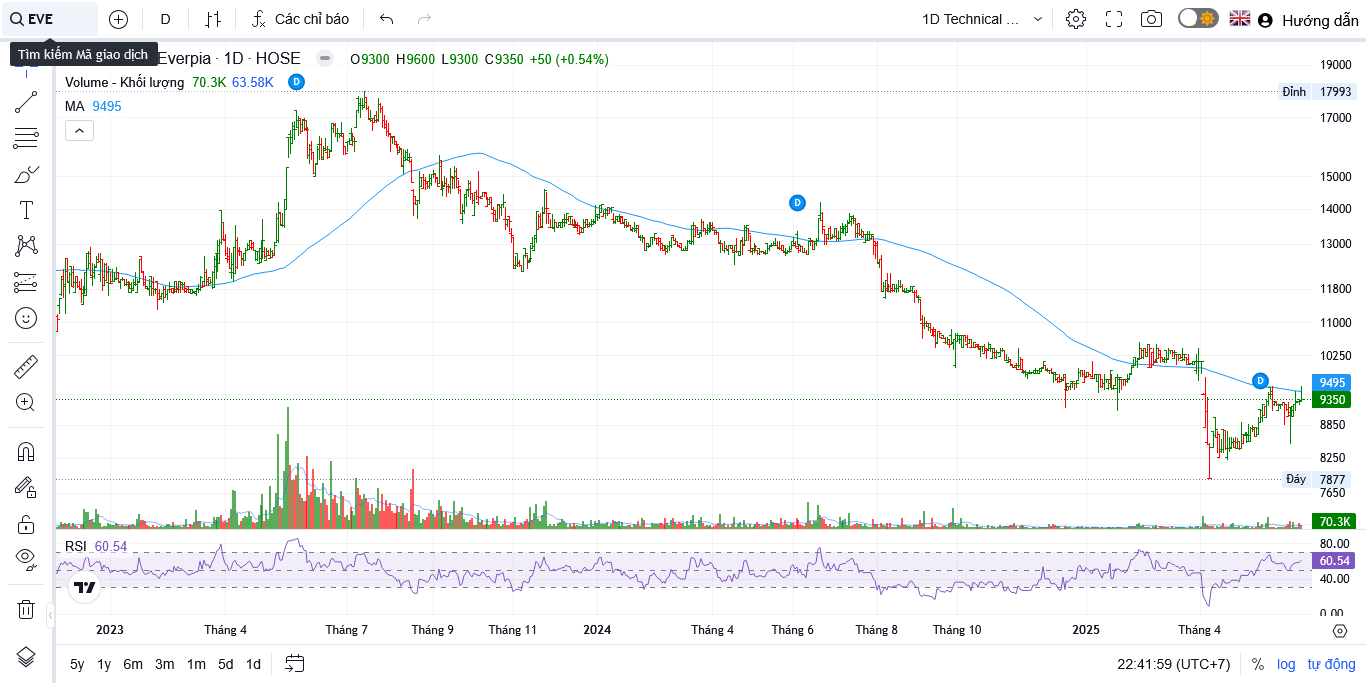 EVE D Các chỉ báo 1D Technical ... Hướng dẫn
Tìm kiếm Mã giao dịch
Everpia · 1D · HOSE O9300 H9600 L9300 C9350 +50 (+0.54%)
Volume - Khối lượng 70.3K 63.58K D
MA 9495
19000
Đỉnh 17993
17000
15000
14000
D
13000
11800
11000
10250
D 9495
9350
8850
8250
Đáy 7877
7650
70.3K
RSI 60.54
80.00
60.54
40.00
0.00
2023 Tháng 4 Tháng 7 Tháng 9 Tháng 11 2024 Tháng 4 Tháng 6 Tháng 8 Tháng 10 2025 Tháng 4
5y 1y 6m 3m 1m 5d 1d 22:41:59 (UTC+7) % log tự động